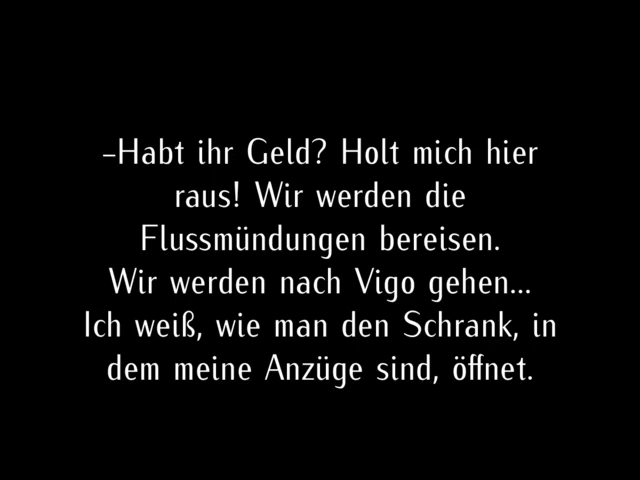 –Habt ihr Geld? Holt mich hier
raus! Wir werden die
Flussmündungen bereisen.
Wir werden nach Vigo gehen...
Ich weiß, wie man den Schrank, in
dem meine Anzüge sind, öffnet.